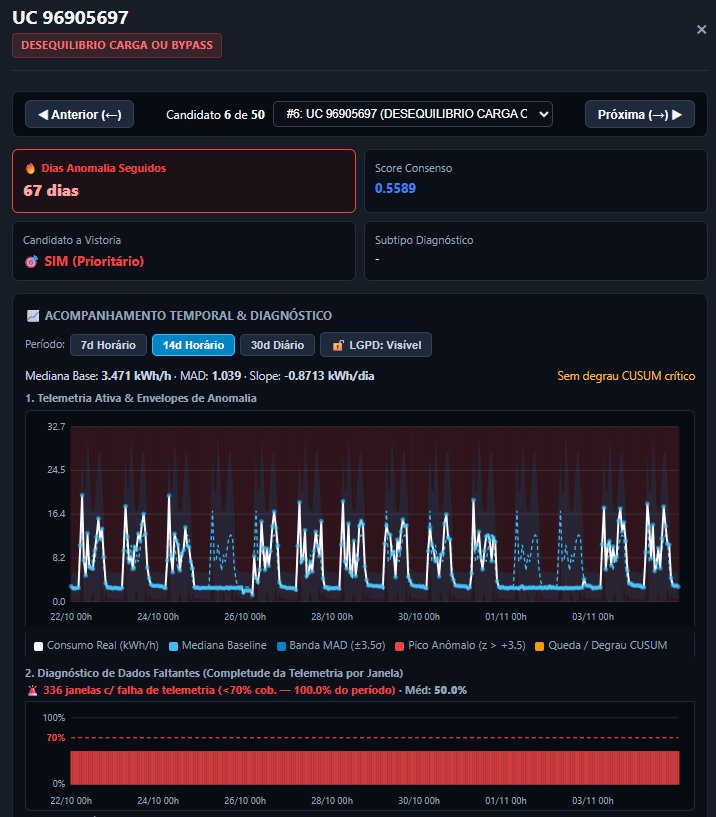 UC 96905697
DESEQUILIBRIO CARGA OU BYPASS
×
◀ Anterior (←)
Candidato 6 de 50
#6: UC 96905697 (DESEQUILIBRIO CARGA C
Próxima (→) ▶
🔥 Dias Anomalia Seguidos
67 dias
Score Consenso
0.5589
Candidato a Vistoria
🎯 SIM (Prioritário)
Subtipo Diagnóstico
-
📈 ACOMPANHAMENTO TEMPORAL & DIAGNÓSTICO
Período: 7d Horário 14d Horário 30d Diário 🔓 LGPD: Visível
Mediana Base: 3.471 kWh/h · MAD: 1.039 · Slope: -0.8713 kWh/dia
Sem degrau CUSUM crítico
1. Telemetria Ativa & Envelopes de Anomalia
32.7
24.5
16.4
8.2
0.0
22/10 00h 24/10 00h 26/10 00h 28/10 00h 30/10 00h 01/11 00h 03/11 00h
Consumo Real (kWh/h) Mediana Baseline Banda MAD (±3.5σ) Pico Anômalo (z > +3.5) Queda / Degrau CUSUM
2. Diagnóstico de Dados Faltantes (Completude da Telemetria por Janela)
🚨 336 janelas c/ falha de telemetria (<70% cob. — 100.0% do período) · Méd: 50.0%
100%
70%
0%
22/10 00h 24/10 00h 26/10 00h 28/10 00h 30/10 00h 01/11 00h 03/11 00h